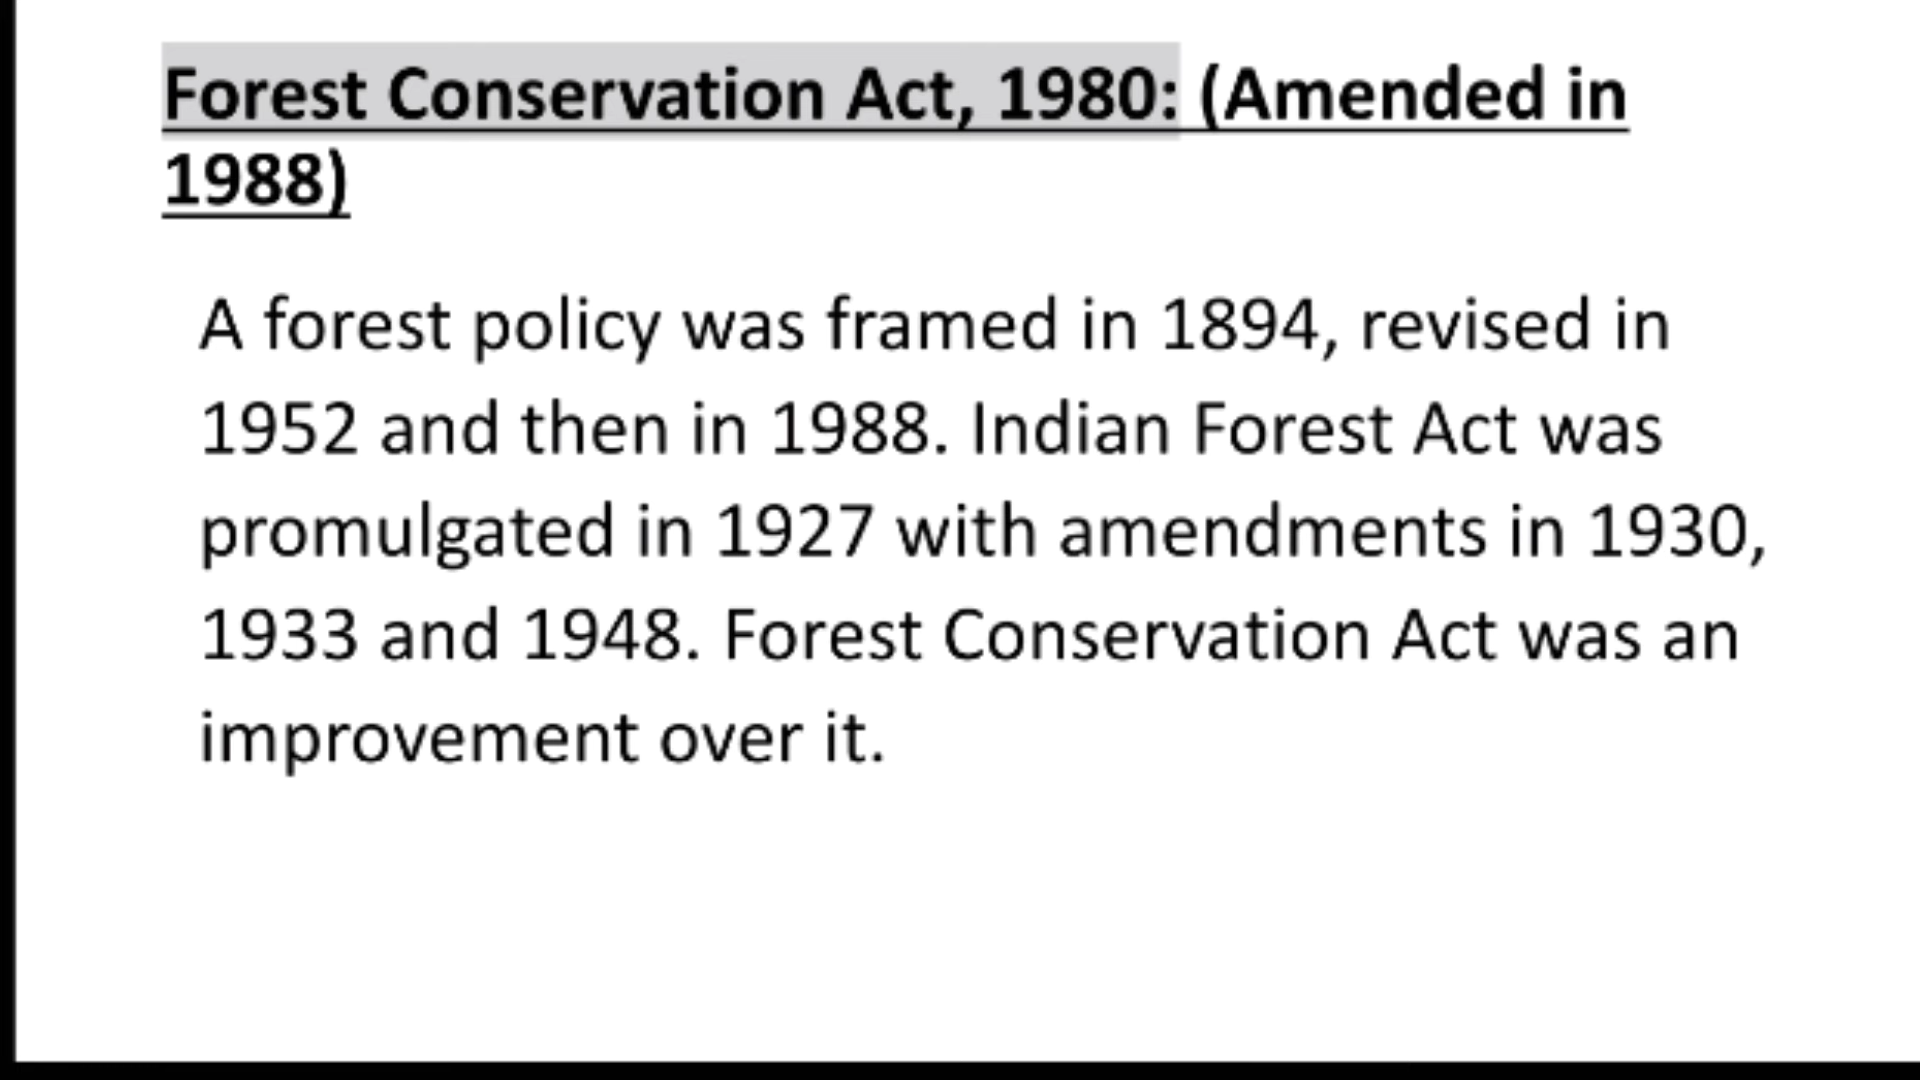 Forest Conservation Act, 1980: (Amended in
1988)
A forest policy was framed in 1894, revised in
1952 and then in 1988. Indian Forest Act was
promulgated in 1927 with amendments in 1930,
1933 and 1948. Forest Conservation Act was an
improvement over it.